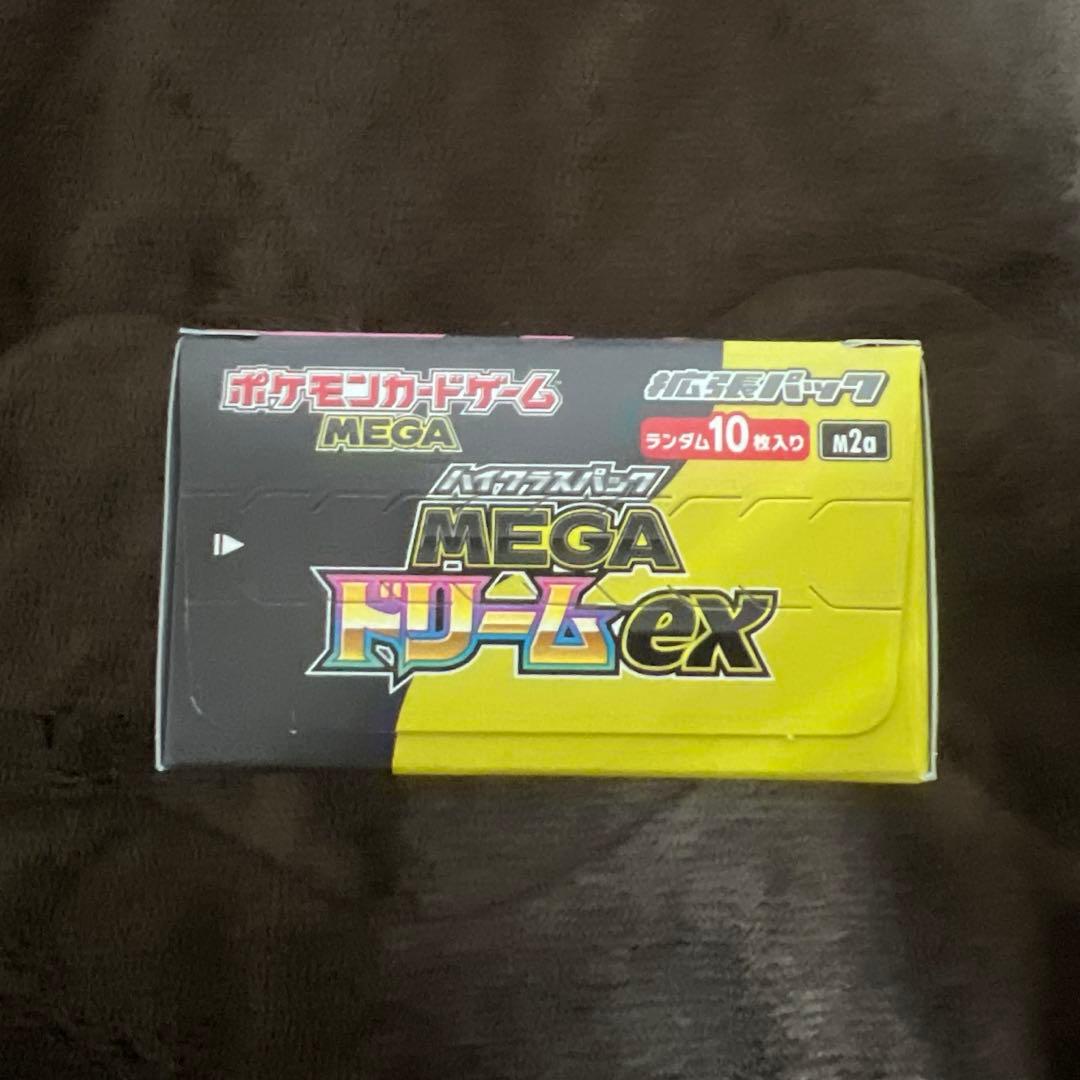 ポケモンカードゲーム
MEGA
拡張パック
ランダム10枚入り M2a
ハイクラスパック
MEGA
ドリームex